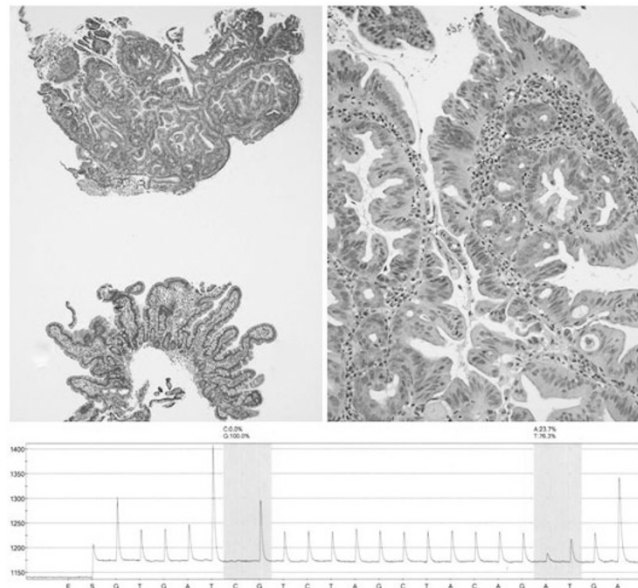 C:0.0%
G:100.0%
A:23.7%
T:76.3%
1400
1350
1300
1250
1200
1150
E S G T G A T C G T C T A G C T A C A G A T G A